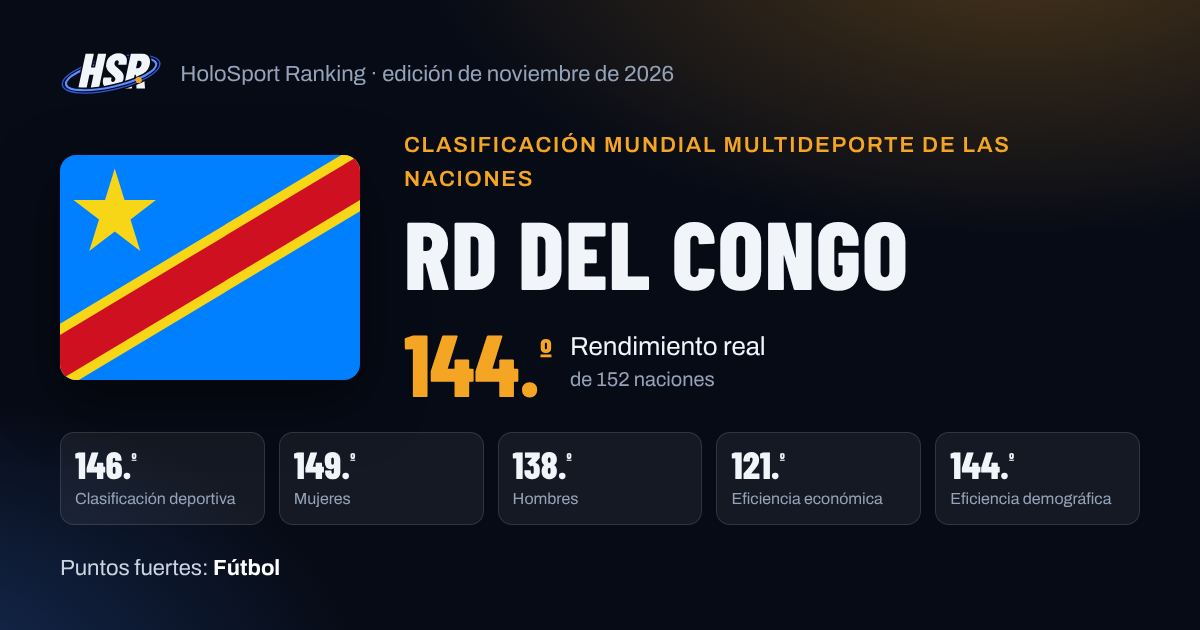 HSR
HoloSport Ranking · edición de noviembre de 2026
CLASIFICACIÓN MUNDIAL MULTIDEPORTE DE LAS
NACIONES
RD DEL CONGO
144.º
Rendimiento real
de 152 naciones
146.º
Clasificación deportiva
149.º
Mujeres
138.º
Hombres
121.º
Eficiencia económica
144.º
Eficiencia demográfica
Puntos fuertes: Fútbol